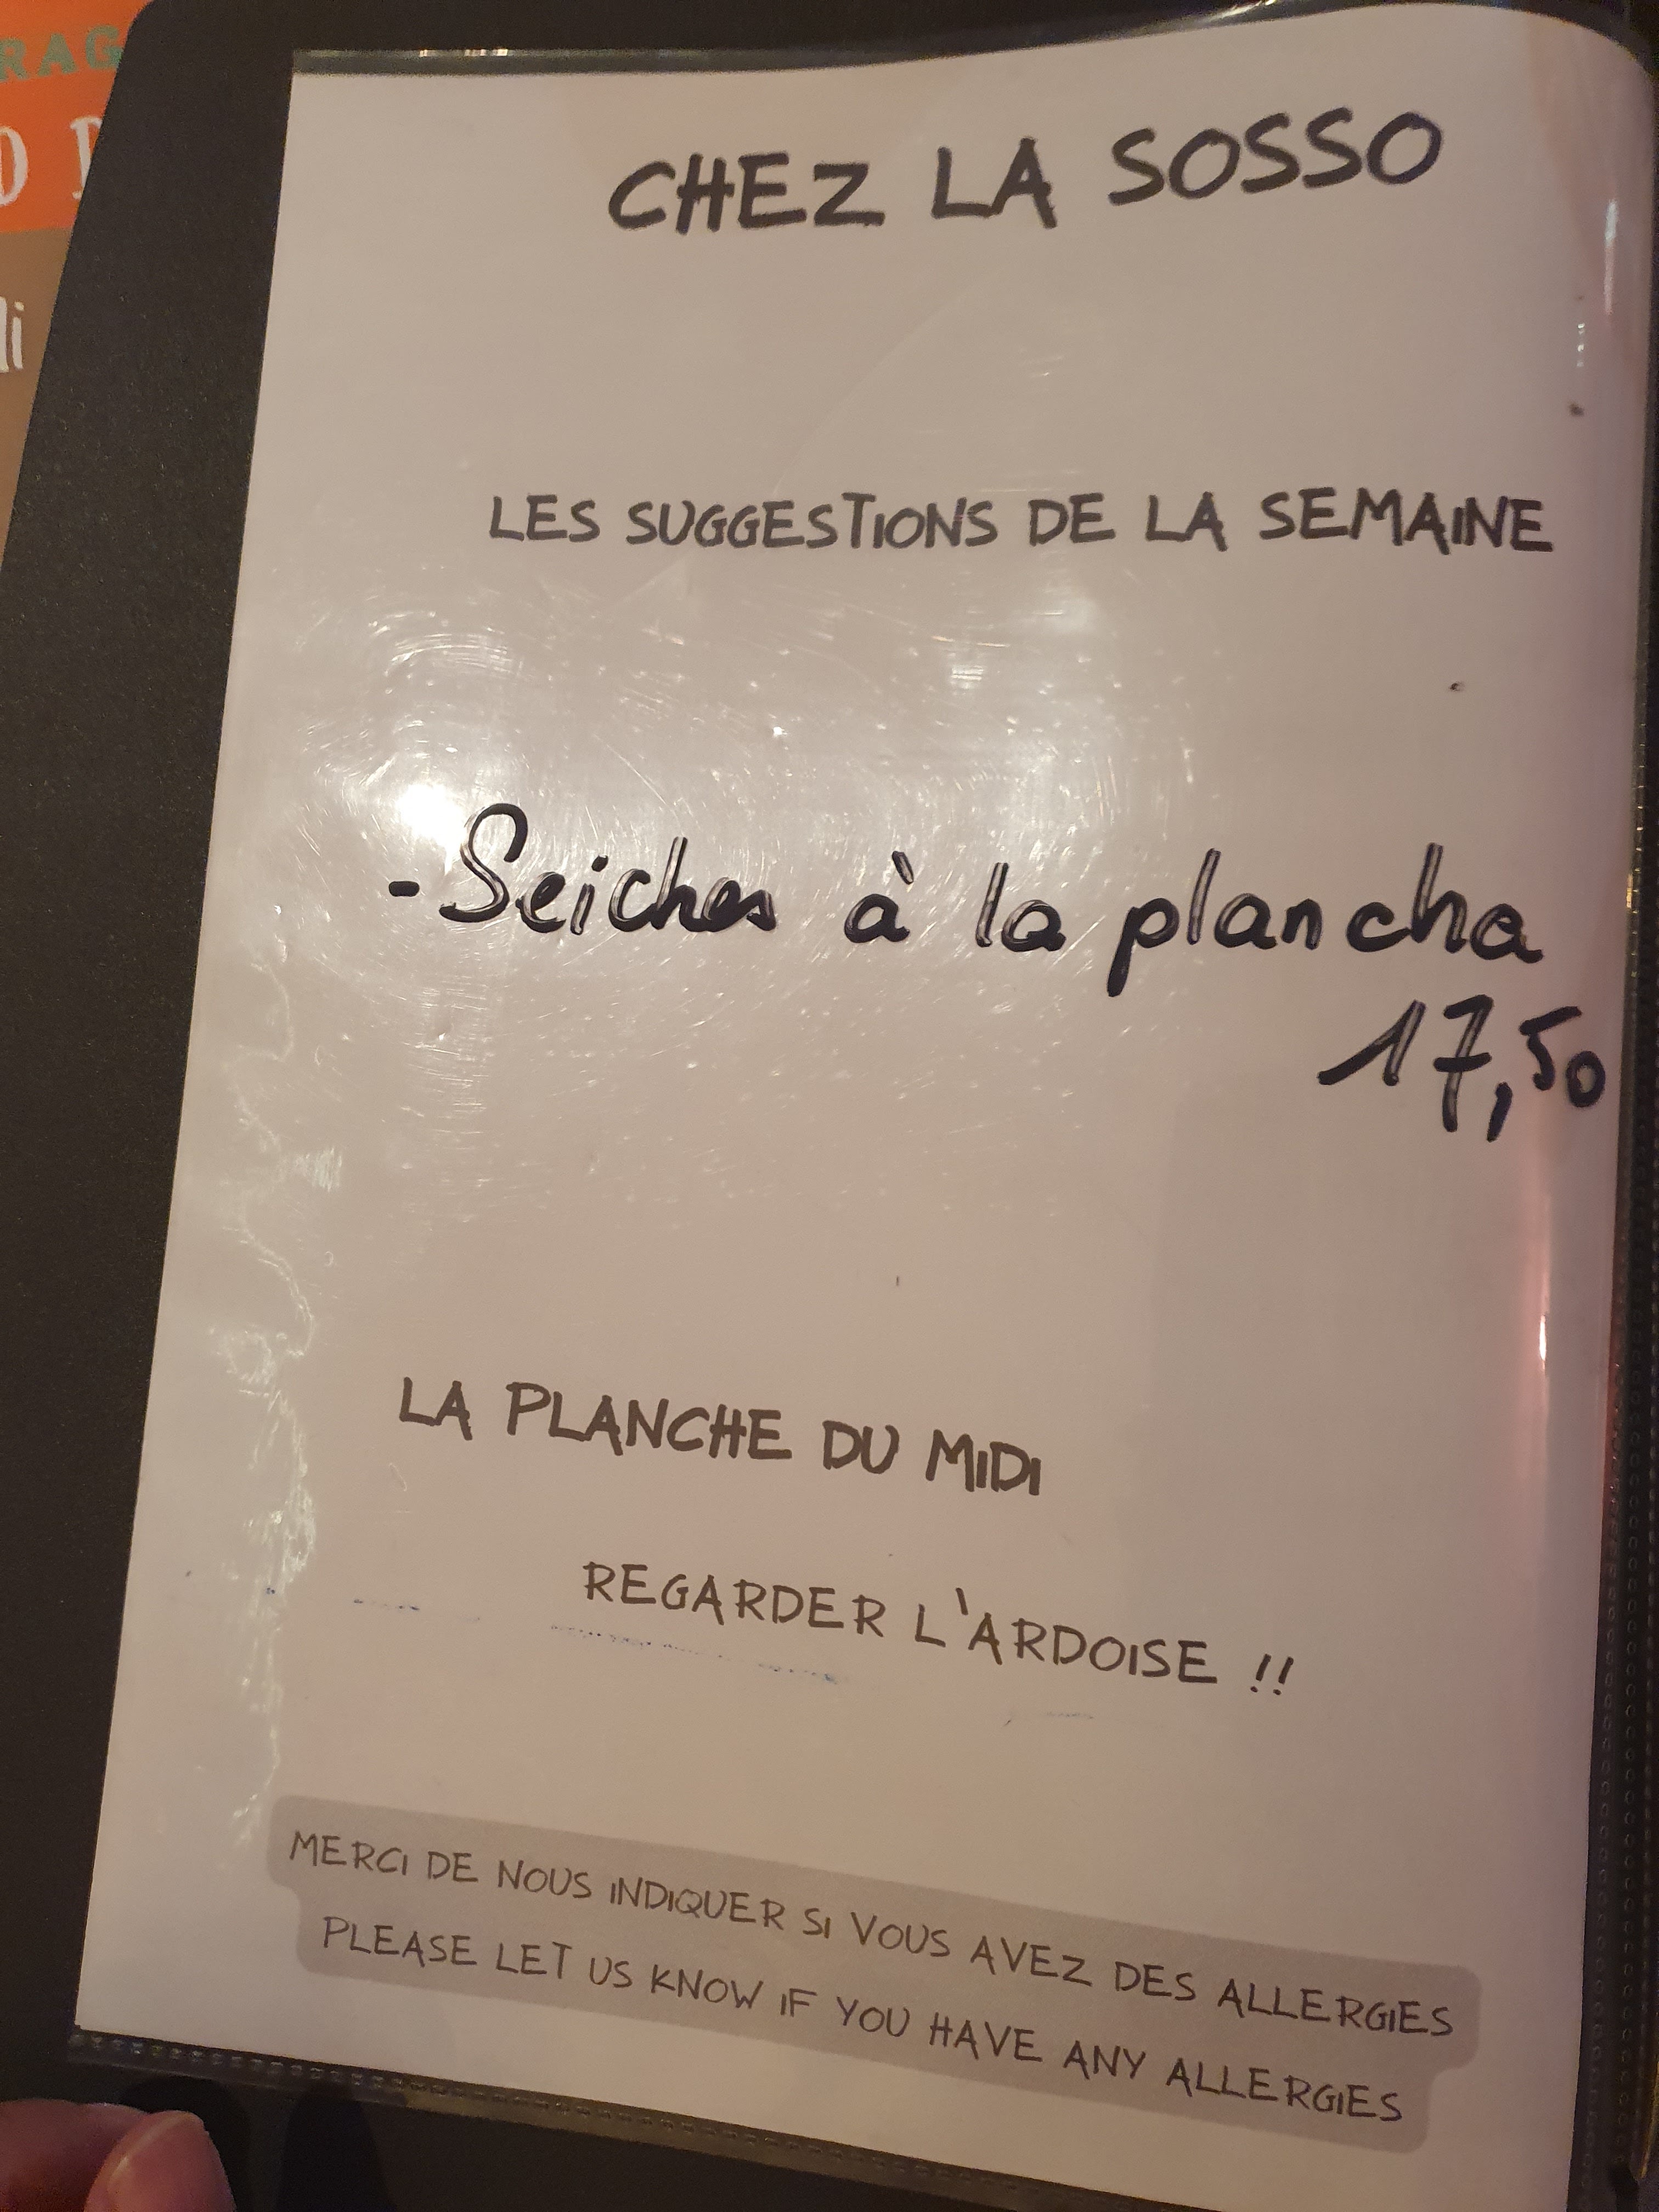 CHEZ LA SOSSO
LES SUGGESTIONS DE LA SEMAINE
- Seiches à la plancha
17,50
LA PLANCHE DU MIDI
REGARDER L'ARDOISE !!
MERCI DE NOUS INDIQUER SI VOUS AVEZ DES ALLERGIES
PLEASE LET US KNOW IF YOU HAVE ANY ALLERGIES